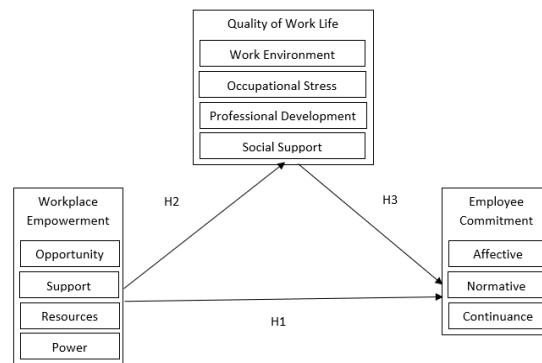 Quality of Work Life
Work Environment
Occupational Stress
Professional Development
Social Support
Workplace
Empowerment
Opportunity
Support
Resources
Power
H2
H3
H1
Employee
Commitment
Affective
Normative
Continuance